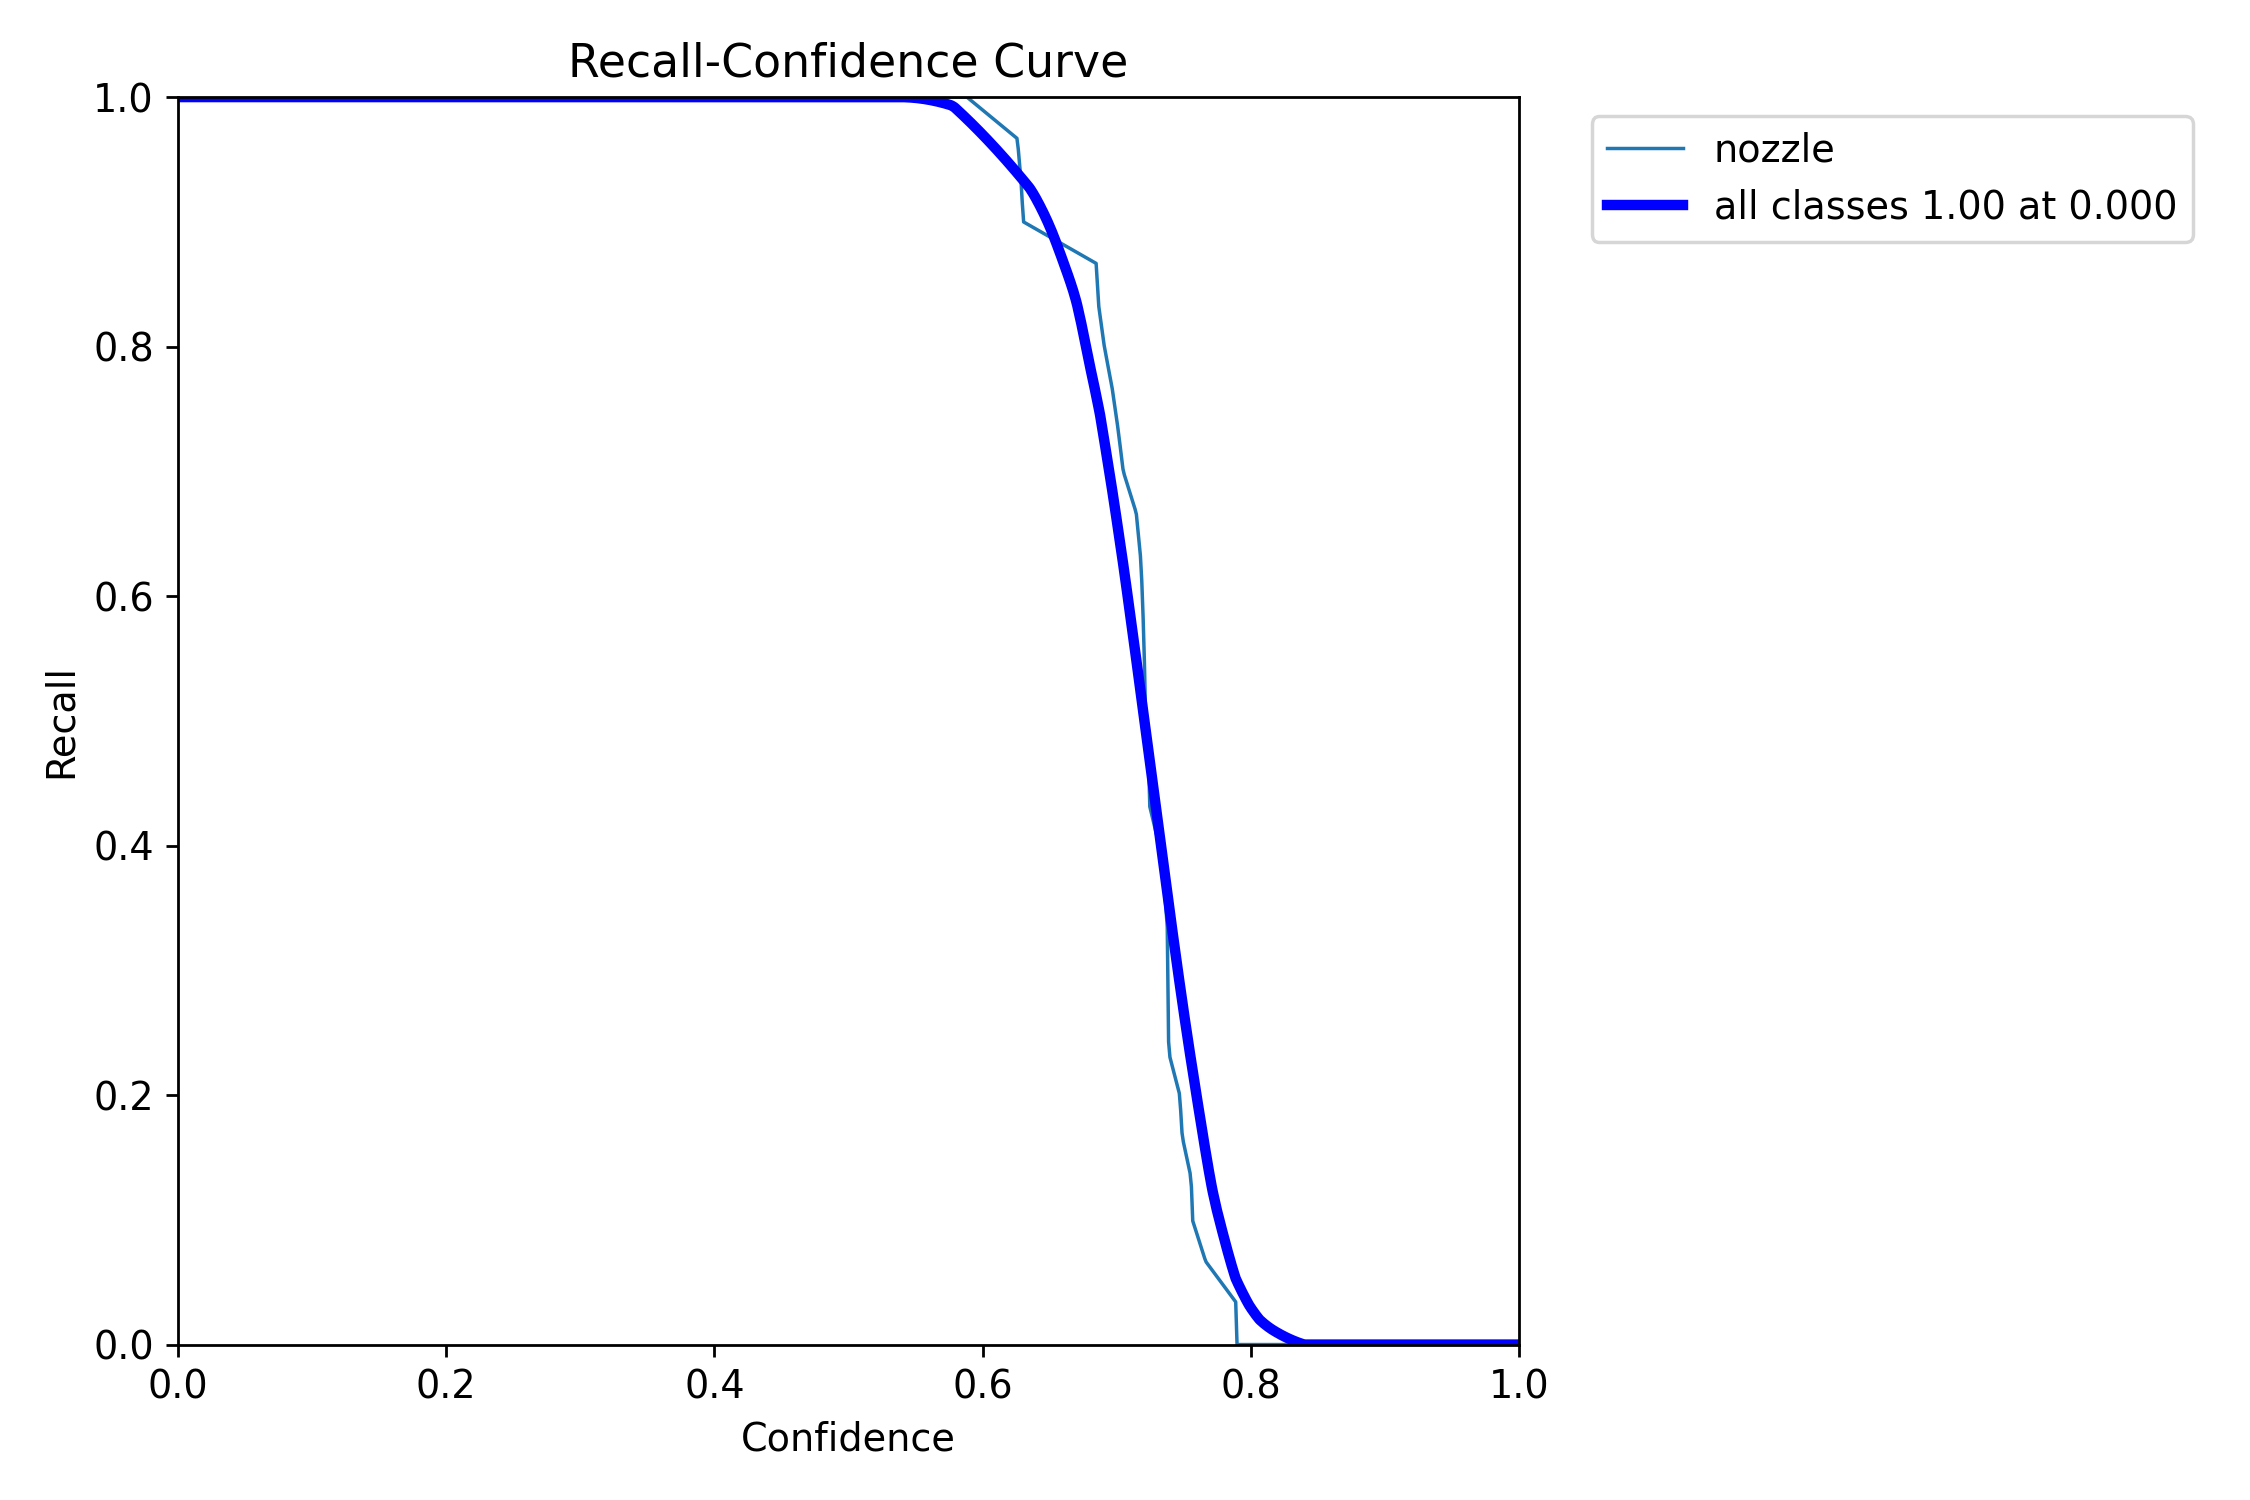 Recall-Confidence Curve
1.0
0.8
0.6
0.4
0.2
0.0
Recall
0.0 0.2 0.4 0.6 0.8 1.0
Confidence
nozzle
all classes 1.00 at 0.000